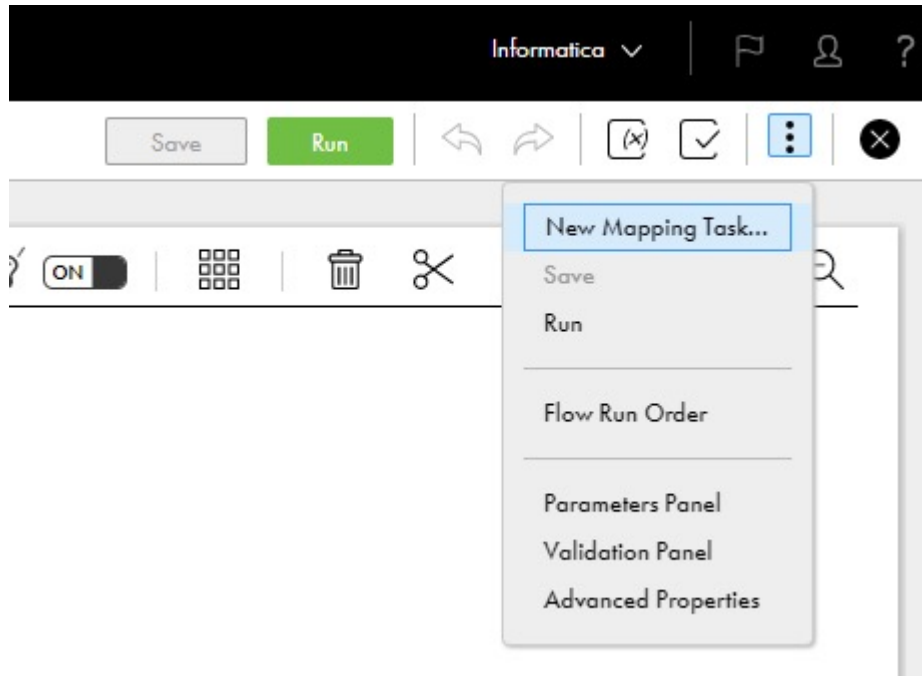 Informatica
?
Save Run (x)
New Mapping Task...
ON
Save
Run
Flow Run Order
Parameters Panel
Validation Panel
Advanced Properties